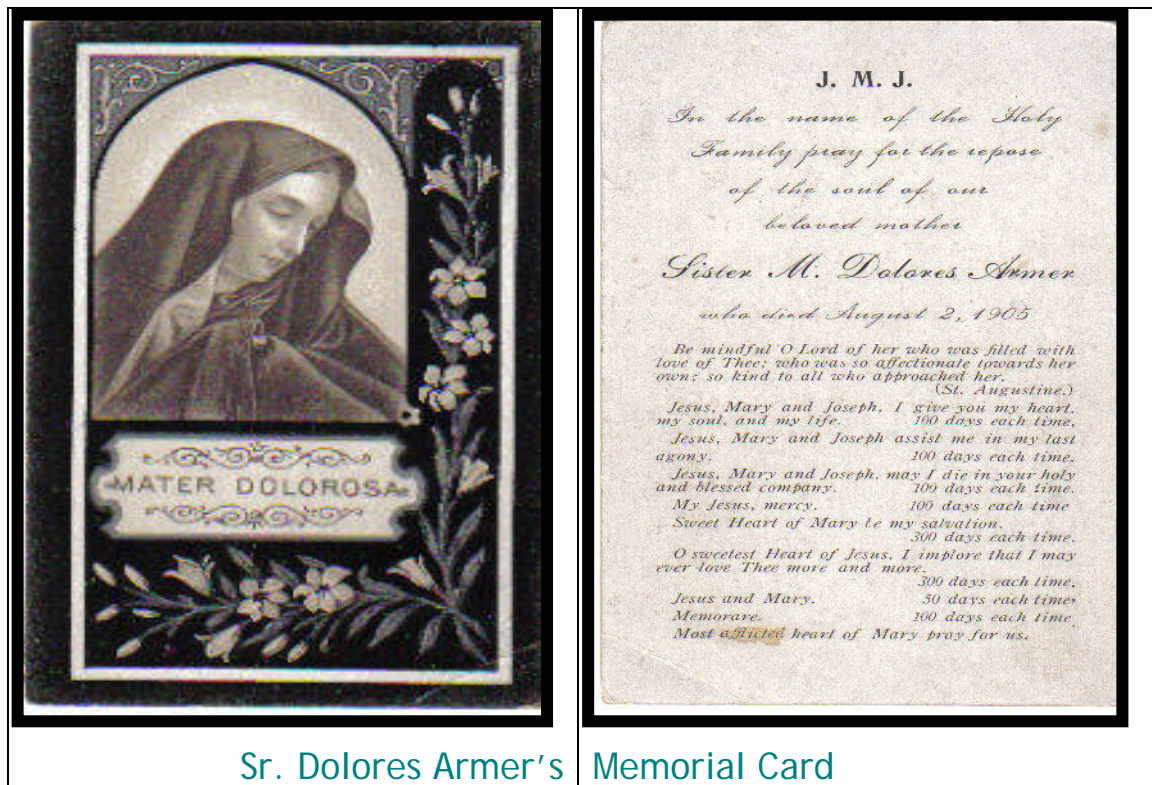 MATER DOLOROSA
J. M. J.
In the name of the Holy
Family pray for the repose
of the soul of our
beloved mother
Sister M. Dolores Armer
who died August 2, 1905
Be mindful O Lord of her who was filled with
love of Thee; who was so affectionate towards her
own; so kind to all who approached her.
(St. Augustine.)
Jesus, Mary and Joseph, I give you my heart,
my soul, and my life. 100 days each time.
Jesus, Mary and Joseph assist me in my last
agony. 100 days each time.
Jesus, Mary and Joseph, may I die in your holy
and blessed company. 100 days each time.
My Jesus, mercy. 100 days each time
Sweet Heart of Mary be my salvation.
300 days each time.
O sweetest Heart of Jesus, I implore that I may
ever love Thee more and more.
300 days each time.
Jesus and Mary. 50 days each time.
Memorare. 100 days each time
Most afflicted heart of Mary pray for us.
Sr. Dolores Armer's Memorial Card